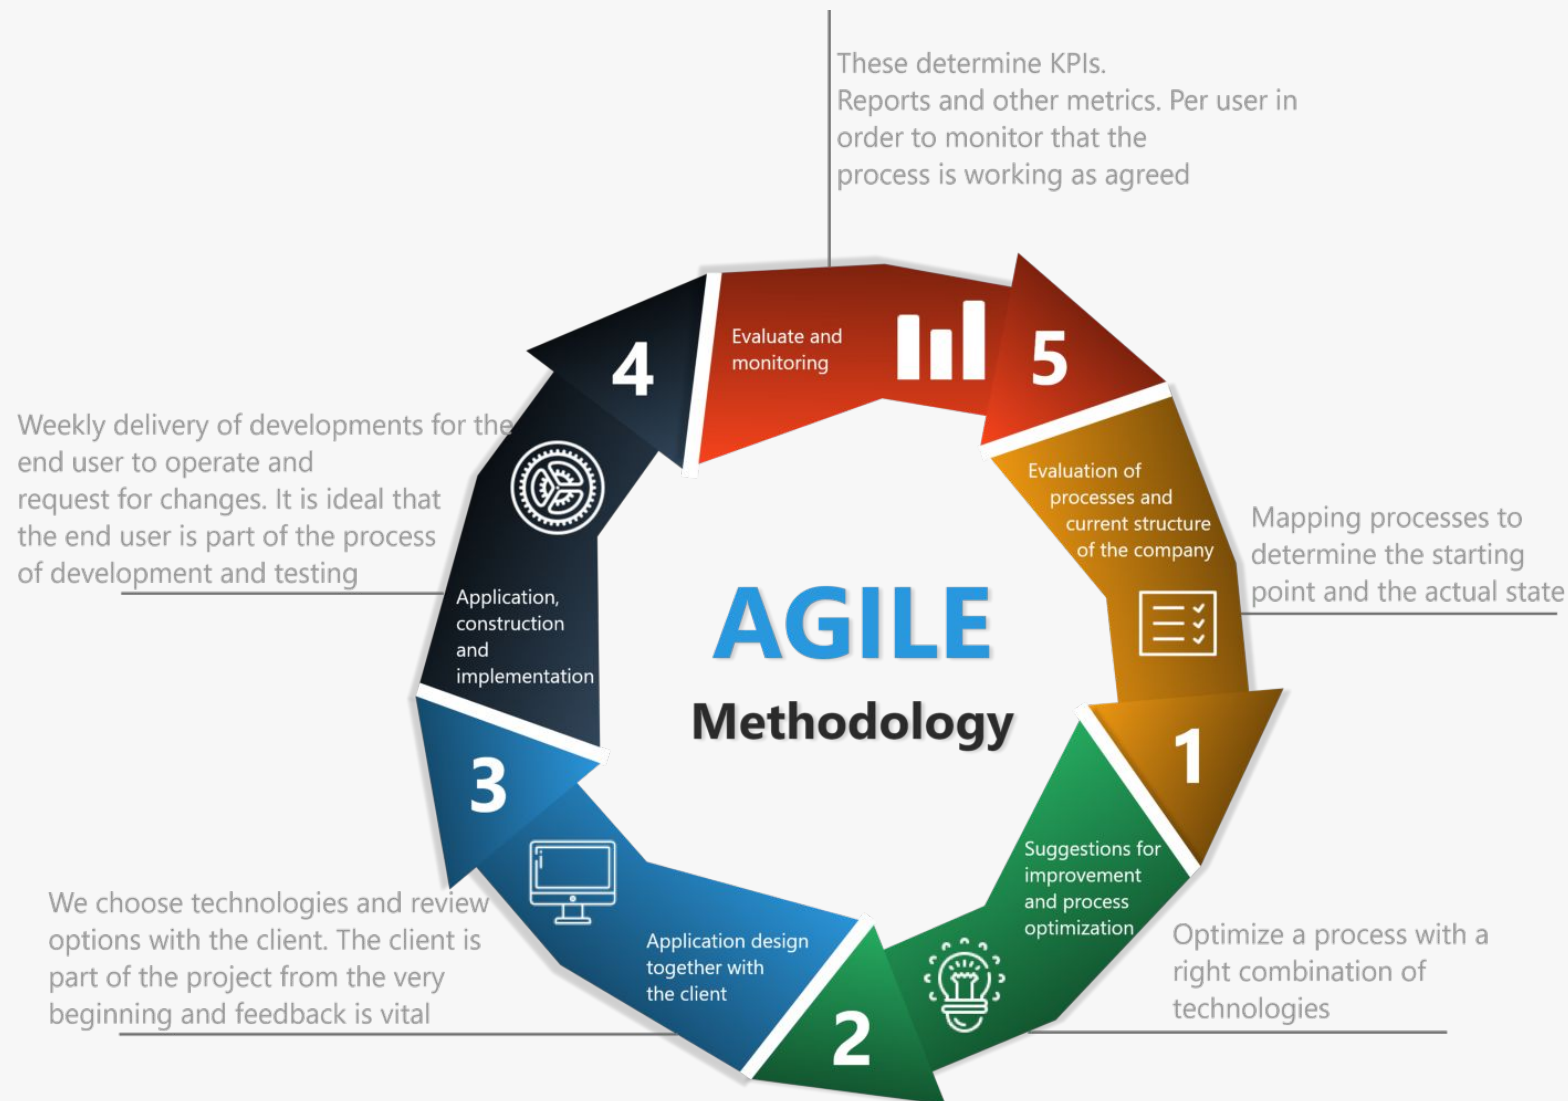 These determine KPIs.
Reports and other metrics. Per user in
order to monitor that the
process is working as agreed
Evaluate and
monitoring
5
4
Evaluation of
processes and
current structure
of the company
Mapping processes to
determine the starting
point and the actual state
1
Weekly delivery of developments for the
end user to operate and
request for changes. It is ideal that
the end user is part of the process
of development and testing
Application,
construction
and
implementation
AGILE
Methodology
3
Suggestions for
improvement
and process
optimization
Optimize a process with a
right combination of
technologies
2
We choose technologies and review
options with the client. The client is
part of the project from the very
beginning and feedback is vital
Application design
together with
the client